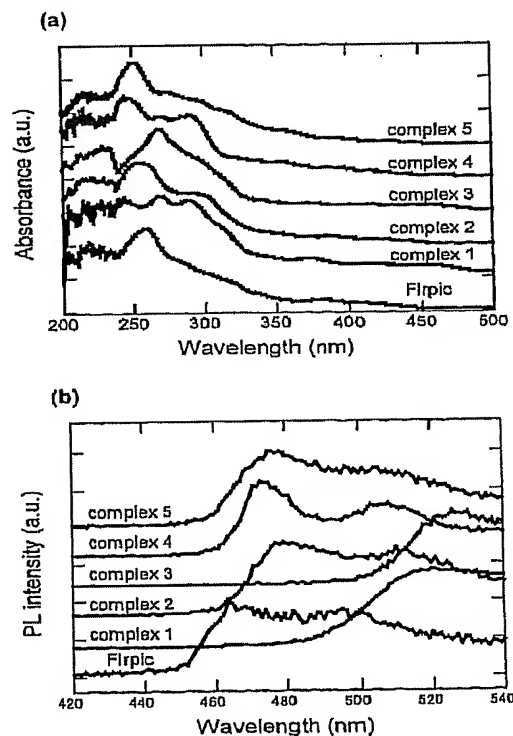 (a)
Absorbance (a.u.)
complex 5
complex 4
complex 3
complex 2
complex 1
Firpic
200 250 300 350 400 450 500
Wavelength (nm)
(b)
PL intensity (a.u.)
complex 5
complex 4
complex 3
complex 2
complex 1
Firpic
420 440 460 480 500 520 540
Wavelength (nm)